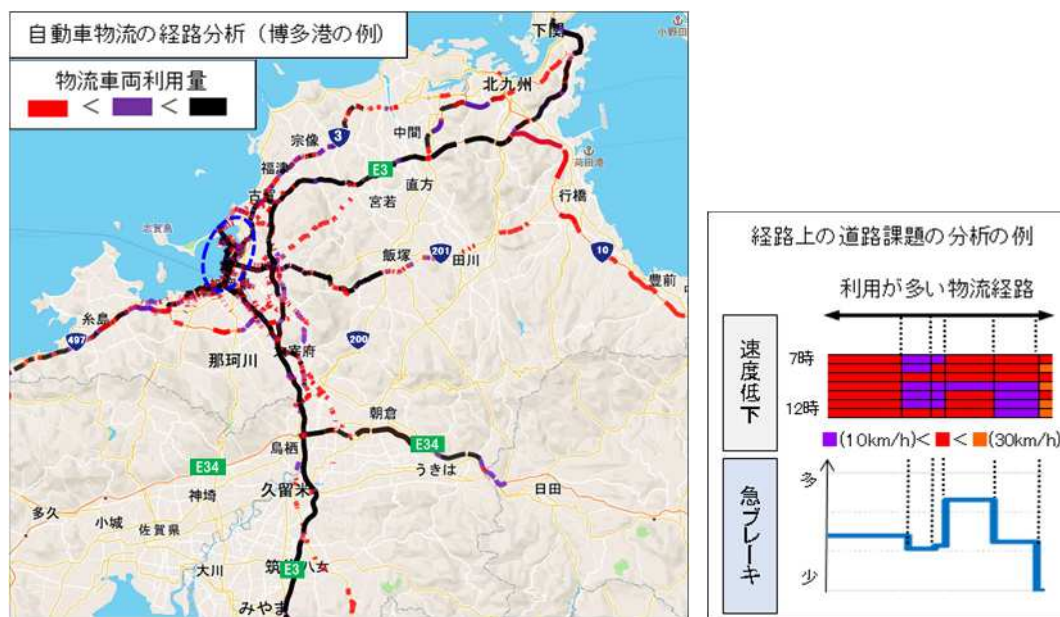 自動車物流の経路分析(博多港の例)
物流車両利用量
< <
下関
北九州
3
宗像
中間
苅田港
福津
E3
直方
行橋
古賀
宮若
志賀島
201
飯塚
田川
10
豊前
糸島
497
200
那珂川
朝倉
鳥栖
E34
E34
うきは
久留米
日田
神埼
多久
小城
佐賀県
大川
E3
八女
みやま
経路上の道路課題の分析の例
利用が多い物流経路
速度低下
7時
12時
(10km/h)< < (30km/h)
急ブレーキ
多
少